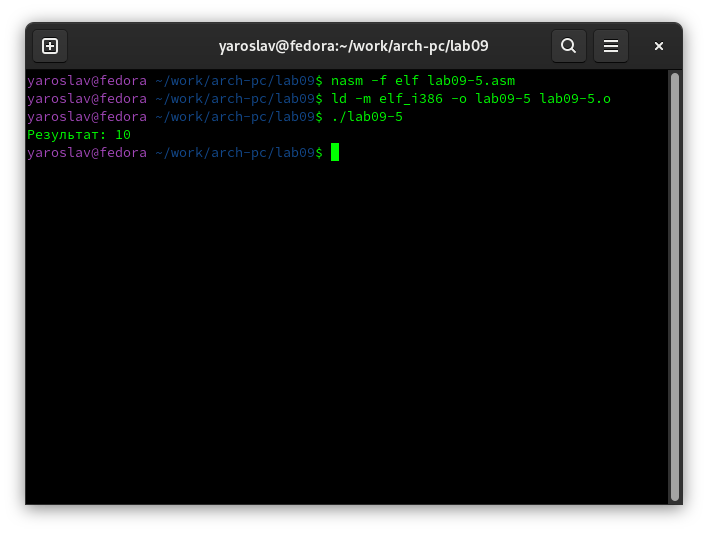 yaroslav@fedora:~/work/arch-pc/lab09
yaroslav@fedora ~/work/arch-pc/lab09$ nasm -f elf lab09-5.asm
yaroslav@fedora ~/work/arch-pc/lab09$ ld -m elf_i386 -o lab09-5 lab09-5.o
yaroslav@fedora ~/work/arch-pc/lab09$ ./lab09-5
Результат: 10
yaroslav@fedora ~/work/arch-pc/lab09$